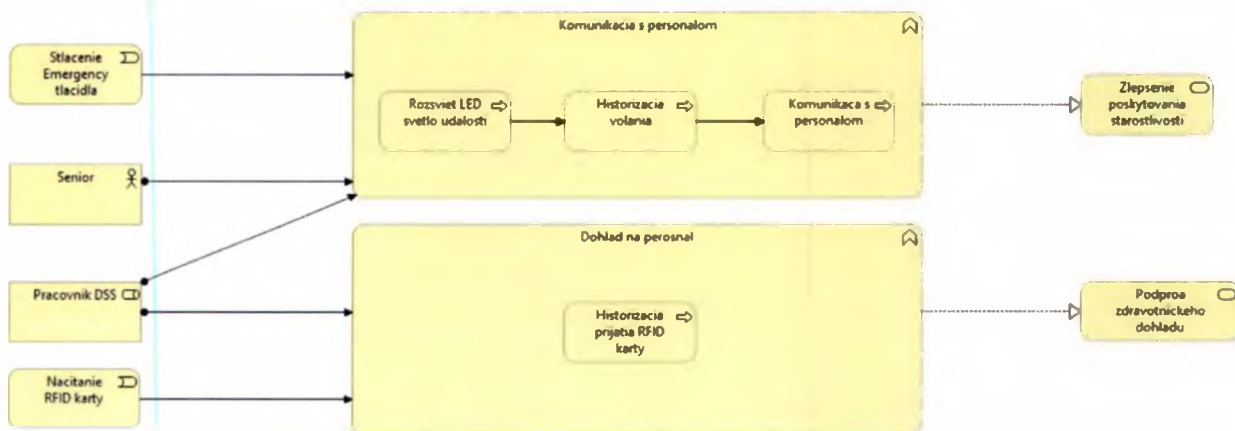 Komunikacia s personalom
Stlacenie
Emergency
tlacidla
Rozsviet LED
svetlo udalosti
Historizacia
volania
Komunikaca s
personalom
Zlepsenie
poskytovania
starostlivosti
Senior
Dohlad na perosnal
Pracovnik DSS
Historizacia
prijatia RFID
karty
Podproa
zdravotnickeho
dohladu
Nacitanie
RFID karty